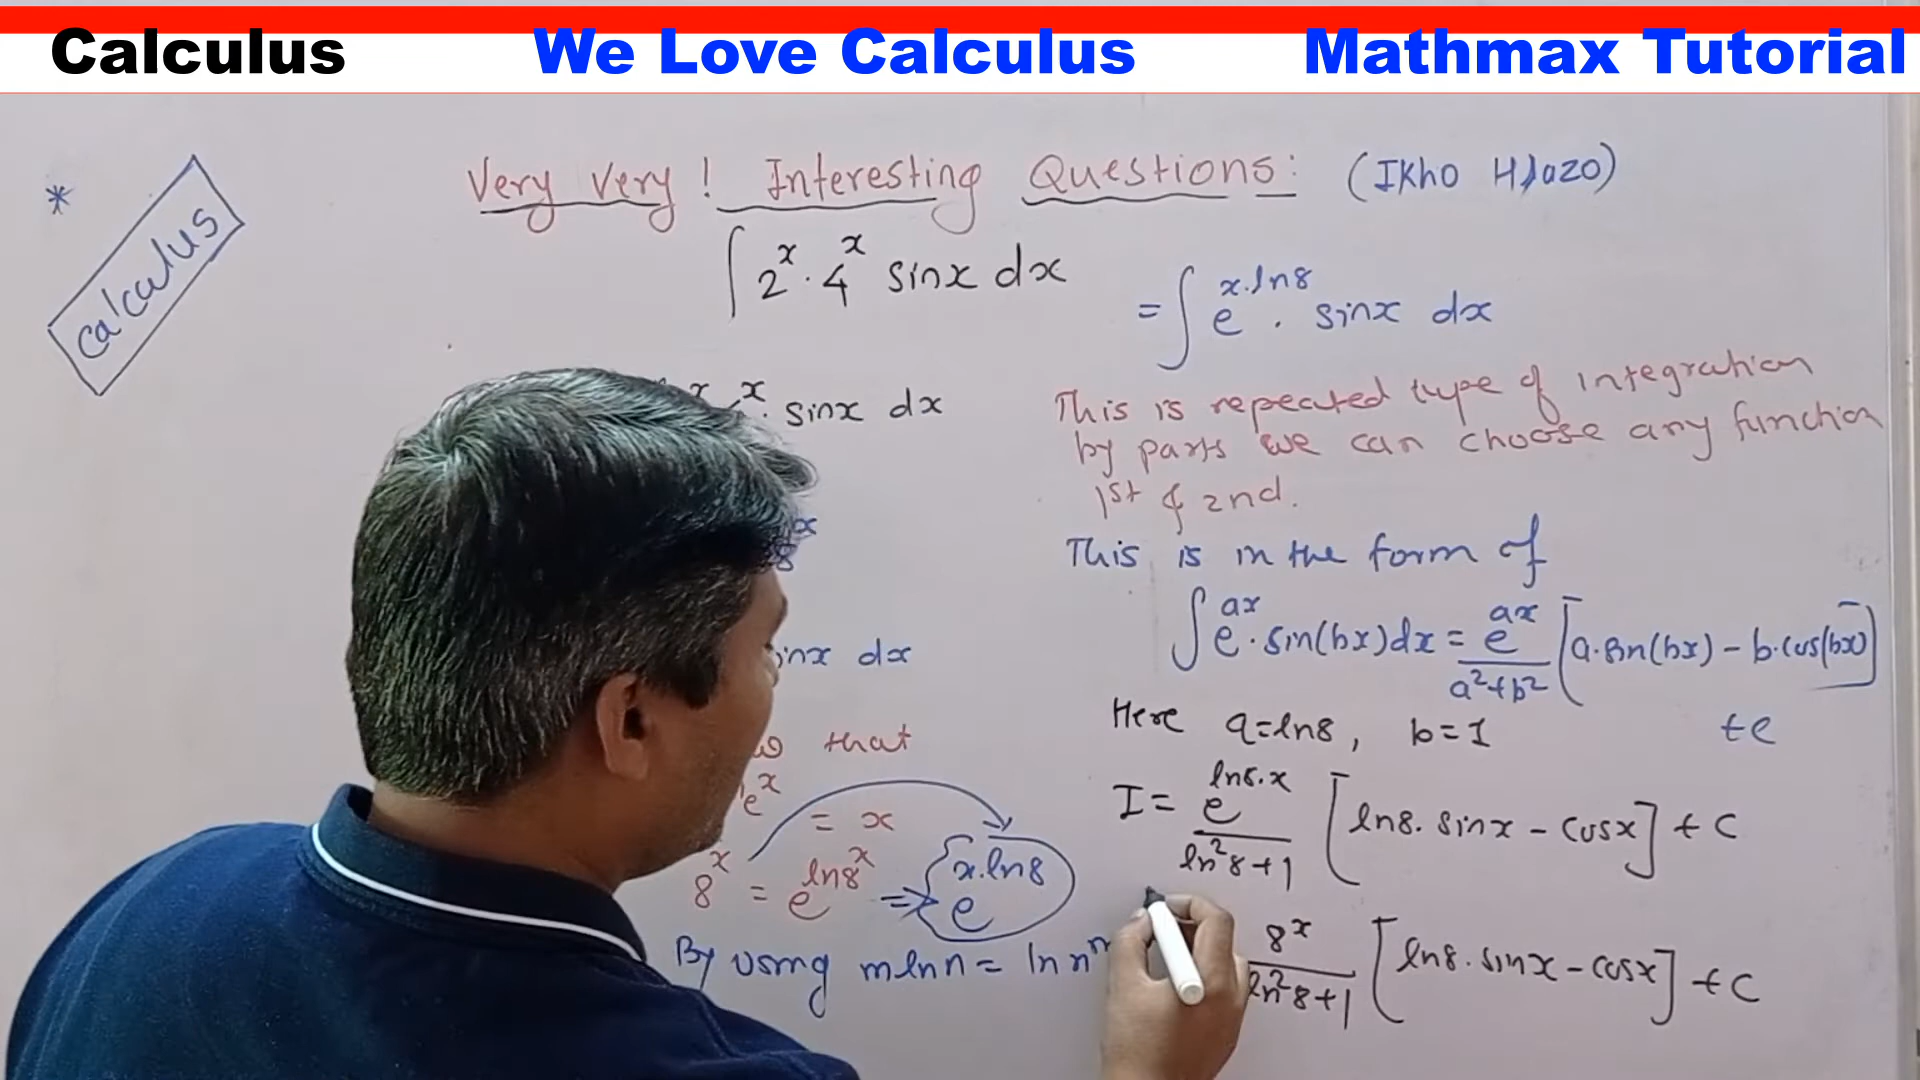 Calculus We Love Calculus Mathmax Tutorial
* Calculus
Very Very! Interesting Questions: (Ikho Hlazo)
∫ 2^x · 4^x sinx dx
x · sinx dx
8^x
inx dx
that
e^x = x
8^x = e^{ln8^x} => e^{x.ln8}
By using m ln n = ln n^m
= ∫ e^{x.ln8} . sinx dx
This is repeated type of integration
by parts we can choose any function
1st & 2nd.
This is in the form of
∫ e^{ax} · sin(bx)dx = e^{ax}/(a²+b²) [a·sin(bx) - b·cos(bx)]
+c
Here a=ln8, b=1
I = e^{ln8.x}/(ln²8+1) [ln8. sinx - cosx] + C
8^x/(ln²8+1) [ln8. sinx - cosx] + C